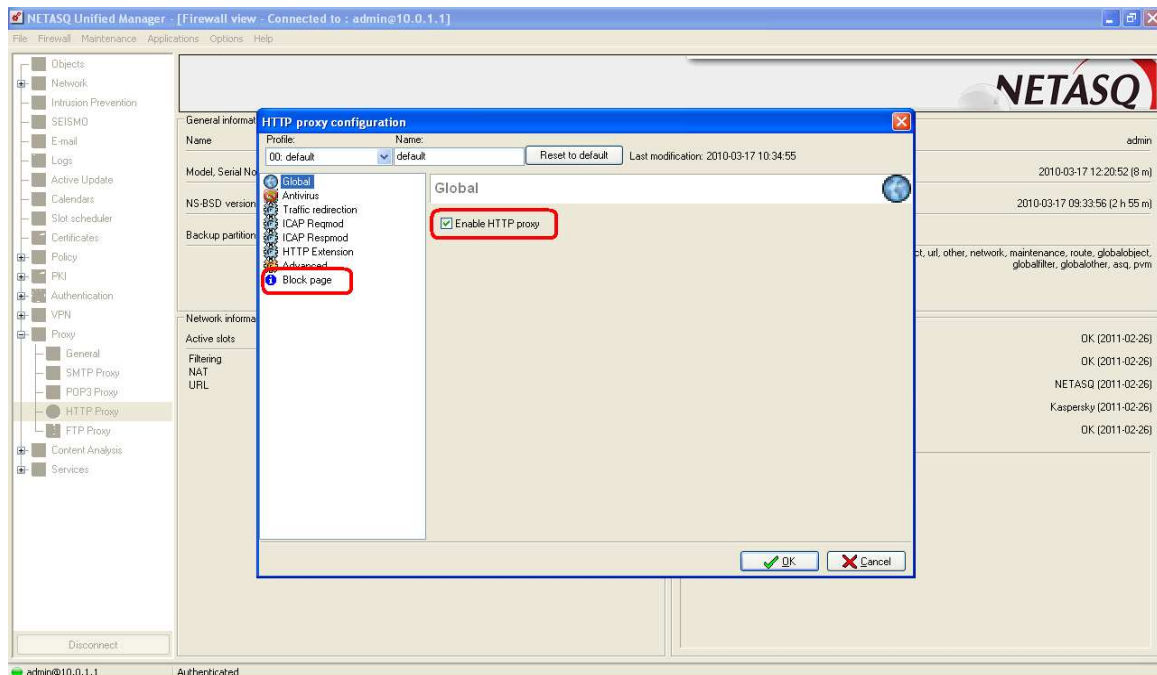 NETASQ Unified Manager - [Firewall view - Connected to : admin@10.0.1.1]
File Firewall Maintenance Applications Options Help
Objects
Network
Intrusion Prevention
SEISMO
E-mail
Logs
Active Update
Calendars
Slot scheduler
Certificates
Policy
PKI
Authentication
VPN
Proxy
General
SMTP Proxy
POP3 Proxy
HTTP Proxy
FTP Proxy
Content Analysis
Services
Disconnect
NETASQ
General informat
Name
admin
Model, Serial No
2010-03-17 12:20:52 (8 m)
NS-BSD version
2010-03-17 09:33:56 (2 h 55 m)
Backup partition
ct, url, other, network, maintenance, route, globalobject,
globalfilter, globalother, asq, pvm
Network informa
Active slots
OK (2011-02-26)
Filtering
OK (2011-02-26)
NAT
URL
NETASQ (2011-02-26)
Kaspersky (2011-02-26)
OK (2011-02-26)
HTTP proxy configuration
Profile: Name:
00: default default Reset to default Last modification: 2010-03-17 10:34:55
Global
Antivirus
Traffic redirection
ICAP Reqmod
ICAP Respmod
HTTP Extension
Advanced
Block page
Global
Enable HTTP proxy
OK Cancel
admin@10.0.1.1 Authenticated